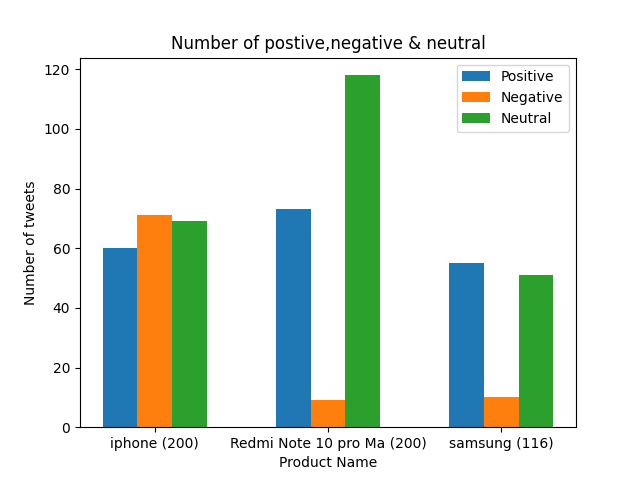 Number of postive,negative & neutral
Positive
Negative
Neutral
Number of tweets
120
100
80
60
40
20
0
iphone (200)
Redmi Note 10 pro Ma (200)
samsung (116)
Product Name